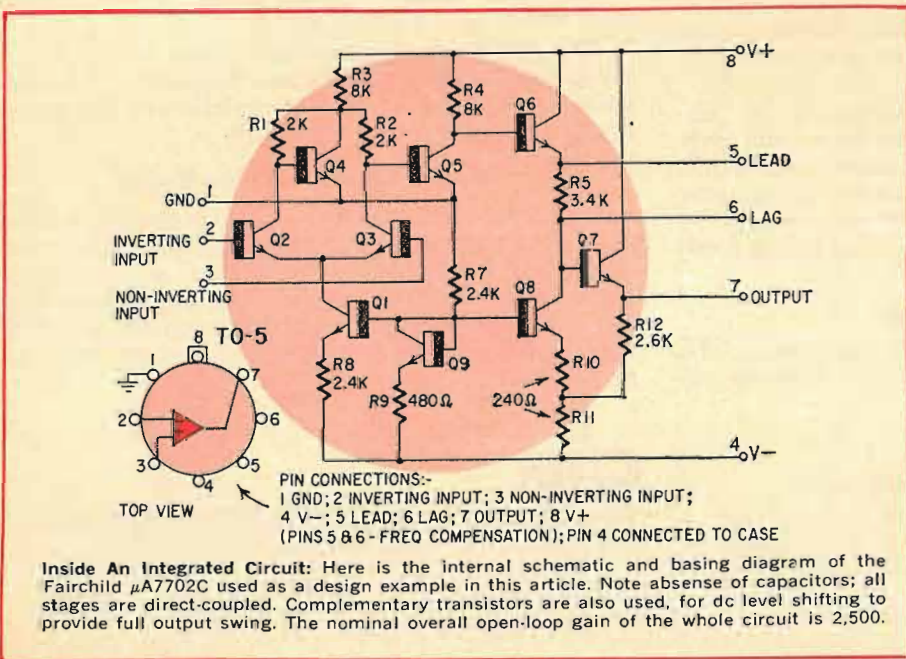 V+
8
R3
8K
R4
8K
Q6
R1
2K
R2
2K
Q4
Q5
5
LEAD
R5
3.4K
GND
1
6
LAG
INVERTING
INPUT
2
Q2
Q3
Q7
3
NON-INVERTING
INPUT
R7
2.4K
Q8
7
OUTPUT
Q1
R12
2.6K
8
TO-5
1
7
R8
2.4K
Q9
R10
2
6
R9
480Ω
240Ω
R11
3
5
4
4
V-
TOP VIEW
PIN CONNECTIONS:-
1 GND; 2 INVERTING INPUT; 3 NON-INVERTING INPUT;
4 V-; 5 LEAD; 6 LAG; 7 OUTPUT; 8 V+
(PINS 5 & 6 - FREQ COMPENSATION); PIN 4 CONNECTED TO CASE
Inside An Integrated Circuit: Here is the internal schematic and basing diagram of the
Fairchild µA7702C used as a design example in this article. Note absense of capacitors; all
stages are direct-coupled. Complementary transistors are also used, for dc level shifting to
provide full output swing. The nominal overall open-loop gain of the whole circuit is 2,500.